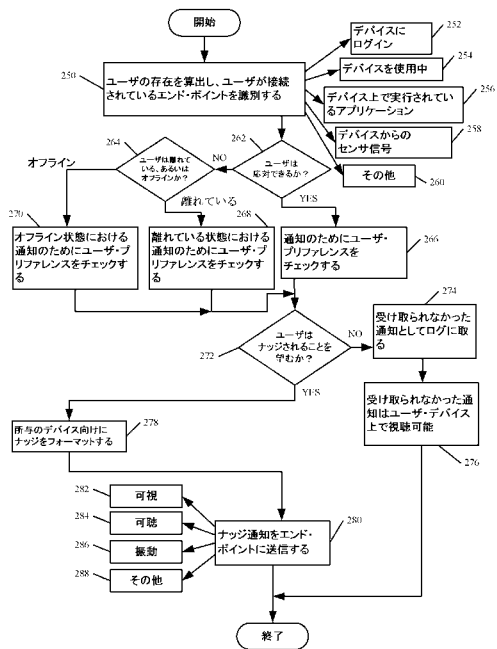 開始
252
デバイスに
ログイン
254
デバイスを使用中
250
ユーザの存在を算出し、ユーザが接続
されているエンド・ポイントを識別する
256
デバイス上で実行されてい
るアプリケーション
258
デバイスからの
センサ信号
260
その他
264
ユーザは離れて
いる、あるいは
オフラインか？
262
ユーザは
応対できるか？
NO
YES
オフライン
離れている
270
オフライン状態における
通知のためにユーザ・プ
リファレンスをチェックす
る
268
離れている状態における
通知のためにユーザ・プ
リファレンスをチェックす
る
266
通知のためにユーザ・
プリファレンスを
チェックする
272
ユーザは
ナッジされることを
望むか？
NO
YES
274
受け取られなかった
通知としてログに取
る
受け取られなかった通
知はユーザ・デバイス
上で視聴可能
276
278
所与のデバイス向けに
ナッジをフォーマットする
282
可視
284
可聴
286
振動
288
その他
280
ナッジ通知をエンド・
ポイントに送信する
終了